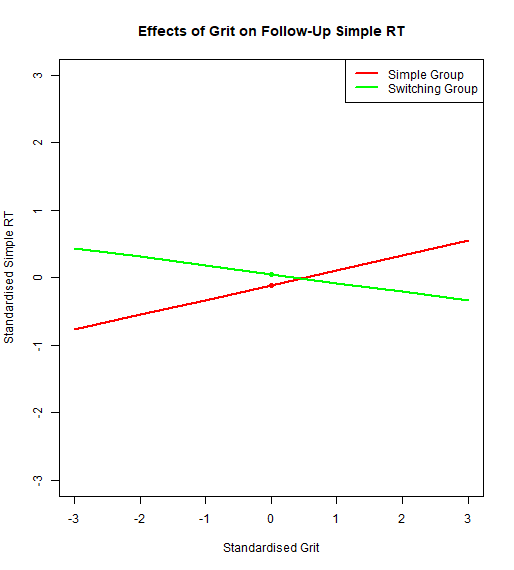 Effects of Grit on Follow-Up Simple RT
Simple Group
Switching Group
Standardised Simple RT
3
2
1
0
-1
-2
-3
-3
-2
-1
0
1
2
3
Standardised Grit